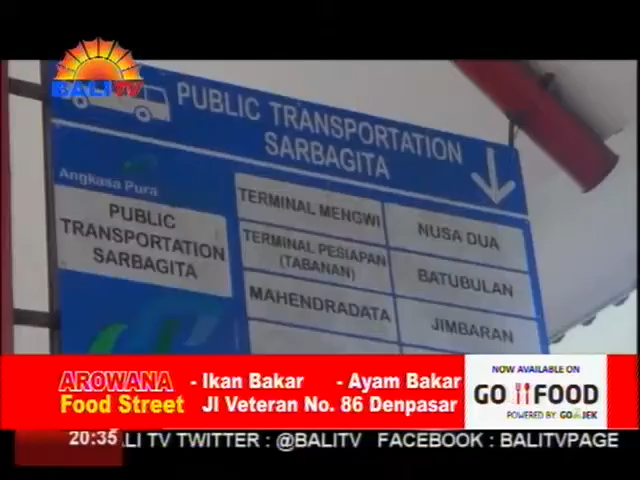 BALI TV
PUBLIC TRANSPORTATION
SARBAGITA
Angkasa Pura
PUBLIC
TRANSPORTATION
SARBAGITA
TERMINAL MENGWI
NUSA DUA
TERMINAL PESIAPAN
(TABANAN)
BATUBULAN
MAHENDRADATA
JIMBARAN
AROWANA
Food Street
- Ikan Bakar - Ayam Bakar
Jl Veteran No. 86 Denpasar
NOW AVAILABLE ON
GO FOOD
POWERED BY GO JEK
20:35
LI TV TWITTER : @BALITV FACEBOOK : BALITVPAGE